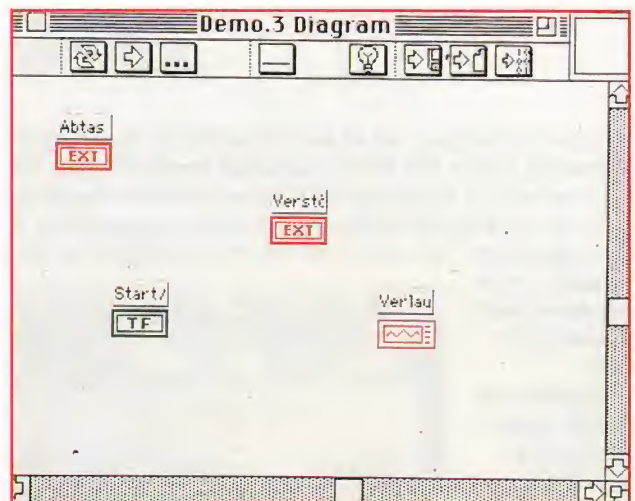 Demo.3 Diagram
...
Abtas
EXT
Verstä
EXT
Start/
TF
Verlau